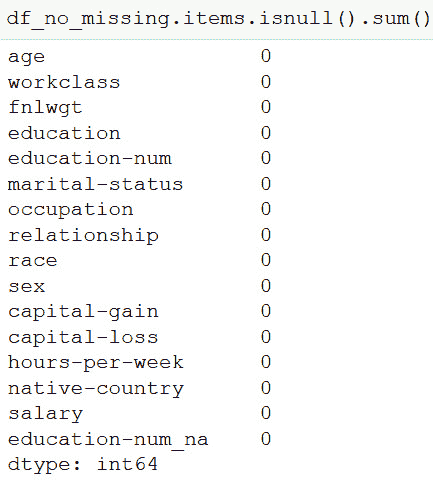 df_no_missing.items.isnull().sum()
age 0
workclass 0
fnlwgt 0
education 0
education-num 0
marital-status 0
occupation 0
relationship 0
race 0
sex 0
capital-gain 0
capital-loss 0
hours-per-week 0
native-country 0
salary 0
education-num_na 0
dtype: int64